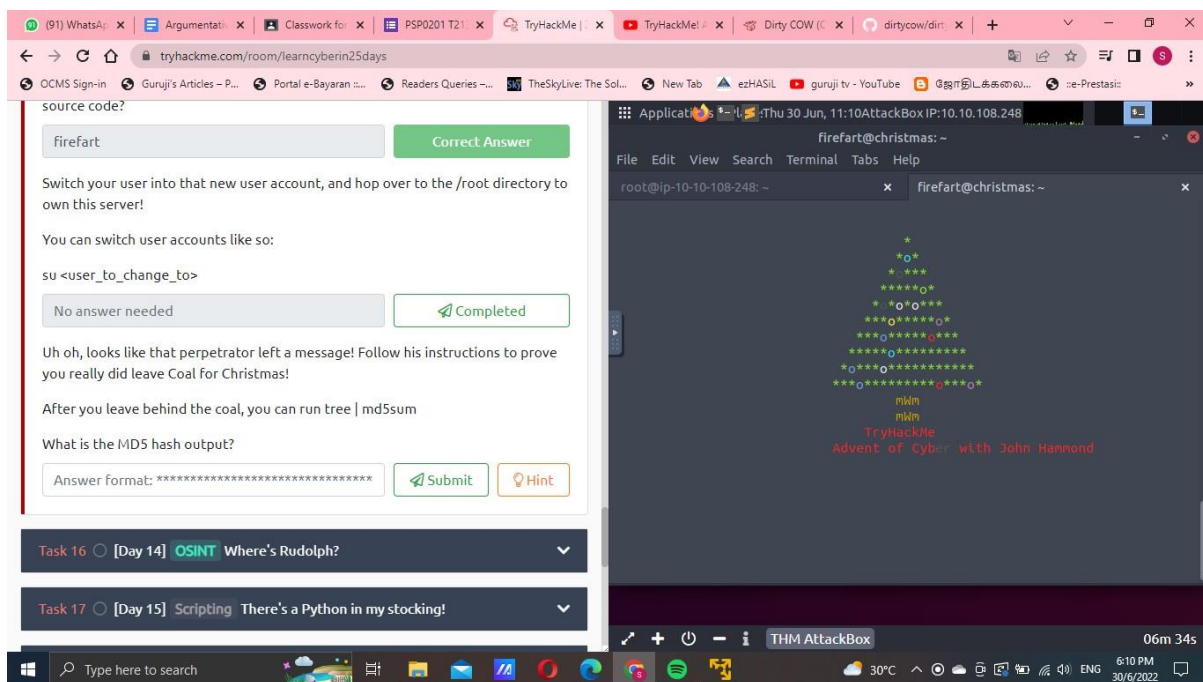 (91) WhatsAp
Argumentativ
Classwork for
PSP0201 T21
TryHackMe |
TryHackMe! A
Dirty COW (C
dirtycow/dirt
tryhackme.com/room/learncyberin25days
OCMS Sign-in
Guruji's Articles – P...
Portal e-Bayaran ::...
Readers Queries –...
Sky
TheSkyLive: The Sol...
New Tab
ezHASiL
guruji tv - YouTube
ஜோதிடக்கலை...
::e-Prestasi::
»
source code?
firefart
Correct Answer
Switch your user into that new user account, and hop over to the /root directory to
own this server!
You can switch user accounts like so:
su <user_to_change_to>
No answer needed
Completed
Uh oh, looks like that perpetrator left a message! Follow his instructions to prove
you really did leave Coal for Christmas!
After you leave behind the coal, you can run tree | md5sum
What is the MD5 hash output?
Answer format: ********************************
Submit
Hint
Task 16 [Day 14] OSINT Where's Rudolph?
Task 17 [Day 15] Scripting There's a Python in my stocking!
Thu 30 Jun, 11:10 AttackBox IP:10.10.108.248
firefart@christmas: ~
File Edit View Search Terminal Tabs Help
root@ip-10-10-108-248: ~
firefart@christmas: ~
*
*o*
* ***
*****o*
* *o*o***
***o*****o*
***o*****o***
*****o*********
*o***o***********
***o*********o***o*
mWm
mWm
TryHackMe
Advent of Cyber with John Hammond
THM AttackBox
06m 34s
Type here to search
30°C
ENG
6:10 PM
30/6/2022